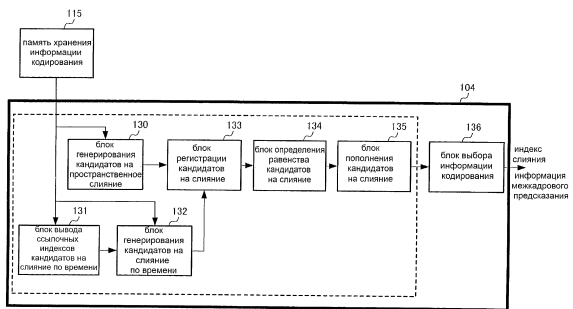 115
память хранения
информации
кодирования
104
130
блок
генерирования
кандидатов на
пространственное
слияние
133
блок
регистрации
кандидатов
на слияние
134
блок определения
равенства
кандидатов
на слияние
135
блок
пополнения
кандидатов
на слияние
136
блок выбора
информации
кодирования
индекс
слияния
информация
межкадрового
предсказания
131
блок вывода
ссылочных
индексов
кандидатов на
слияние по времени
132
блок
генерирования
кандидатов на
слияние
по времени